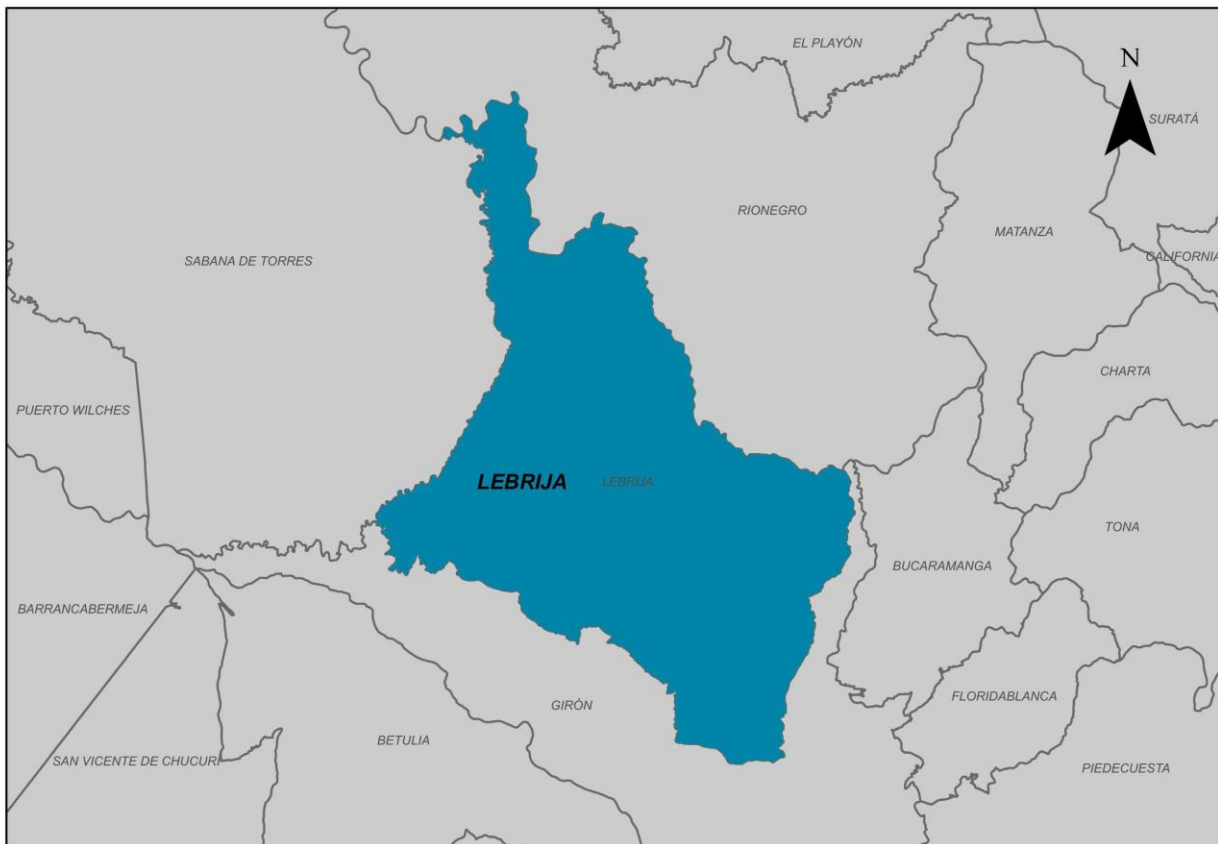 EL PLAYÓN
N
SURATÁ
RIONEGRO
MATANZA
CALIFORNIA
SABANA DE TORRES
CHARTA
PUERTO WILCHES
LEBRIJA
LEBRIJA
TONA
BUCARAMANGA
BARRANCABERMEJA
FLORIDABLANCA
GIRÓN
BETULIA
SAN VICENTE DE CHUCURÍ
PIEDECUESTA